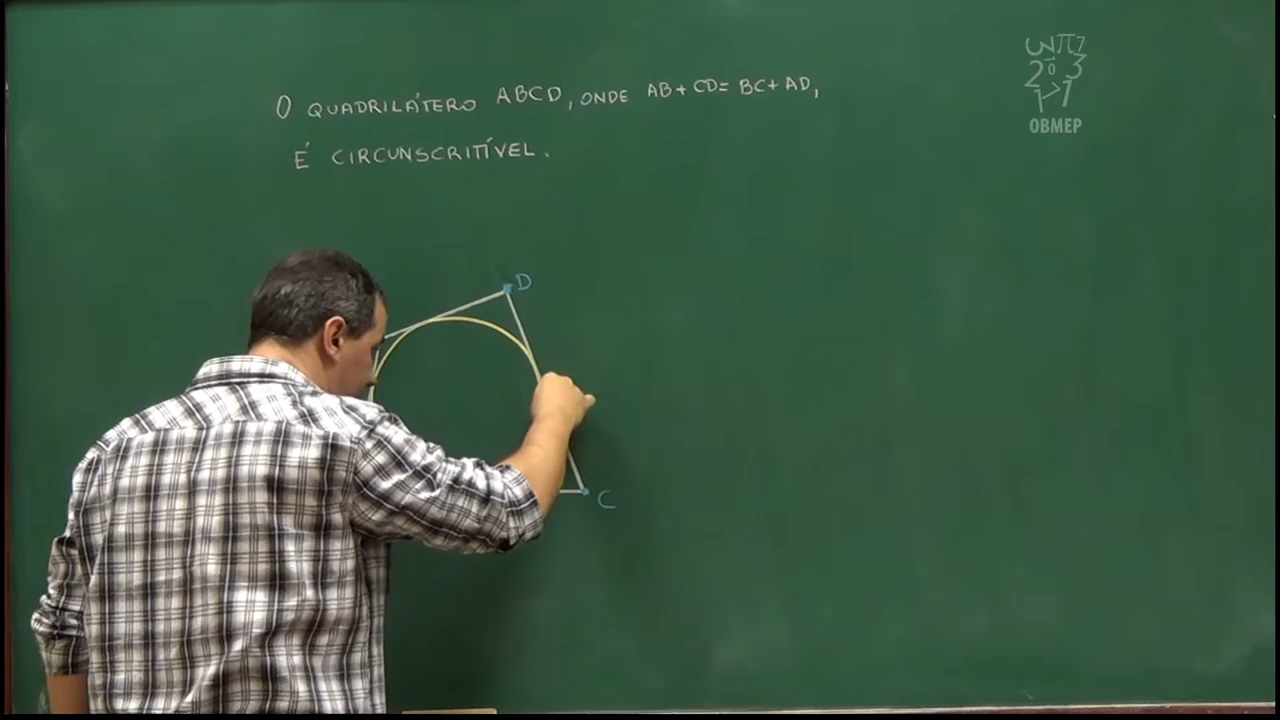 O QUADRILÁTERO ABCD, ONDE AB + CD = BC + AD,
É CIRCUNSCRITÍVEL.
D
C
OBMEP